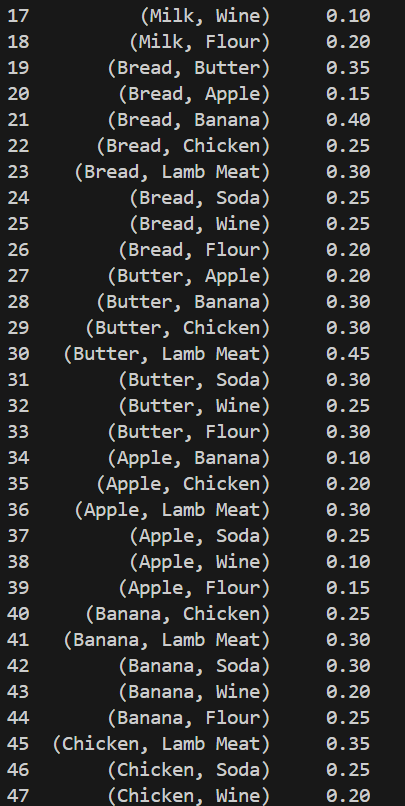 17 (Milk, Wine) 0.10
18 (Milk, Flour) 0.20
19 (Bread, Butter) 0.35
20 (Bread, Apple) 0.15
21 (Bread, Banana) 0.40
22 (Bread, Chicken) 0.25
23 (Bread, Lamb Meat) 0.30
24 (Bread, Soda) 0.25
25 (Bread, Wine) 0.25
26 (Bread, Flour) 0.20
27 (Butter, Apple) 0.20
28 (Butter, Banana) 0.30
29 (Butter, Chicken) 0.30
30 (Butter, Lamb Meat) 0.45
31 (Butter, Soda) 0.30
32 (Butter, Wine) 0.25
33 (Butter, Flour) 0.30
34 (Apple, Banana) 0.10
35 (Apple, Chicken) 0.20
36 (Apple, Lamb Meat) 0.30
37 (Apple, Soda) 0.25
38 (Apple, Wine) 0.10
39 (Apple, Flour) 0.15
40 (Banana, Chicken) 0.25
41 (Banana, Lamb Meat) 0.30
42 (Banana, Soda) 0.30
43 (Banana, Wine) 0.20
44 (Banana, Flour) 0.25
45 (Chicken, Lamb Meat) 0.35
46 (Chicken, Soda) 0.25
47 (Chicken, Wine) 0.20